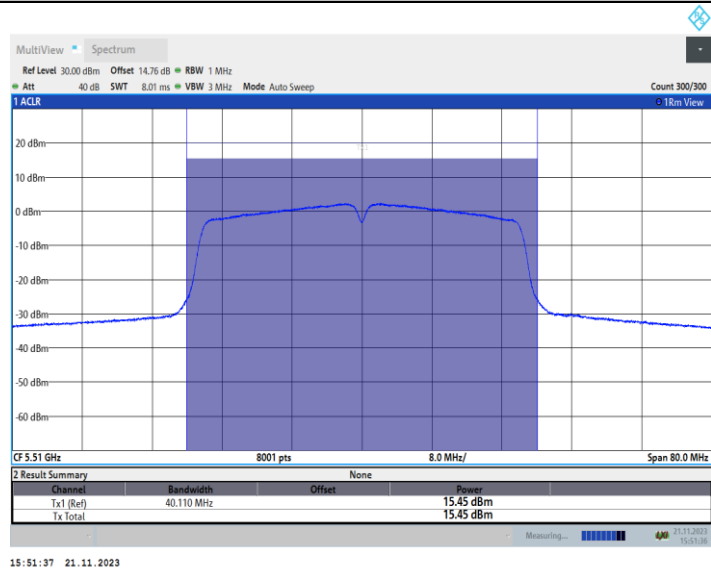 MultiView Spectrum
Ref Level 30.00 dBm Offset 14.76 dB RBW 1 MHz
Att 40 dB SWT 8.01 ms VBW 3 MHz Mode Auto Sweep Count 300/300
1 ACLR 1Rm View
20 dBm
10 dBm
0 dBm
-10 dBm
-20 dBm
-30 dBm
-40 dBm
-50 dBm
-60 dBm
CF 5.51 GHz 8001 pts 8.0 MHz/ Span 80.0 MHz
2 Result Summary None
Channel Bandwidth Offset Power
Tx1 (Ref) 40.110 MHz 15.45 dBm
Tx Total 15.45 dBm
Measuring... 21.11.2023
15:51:36
15:51:37 21.11.2023